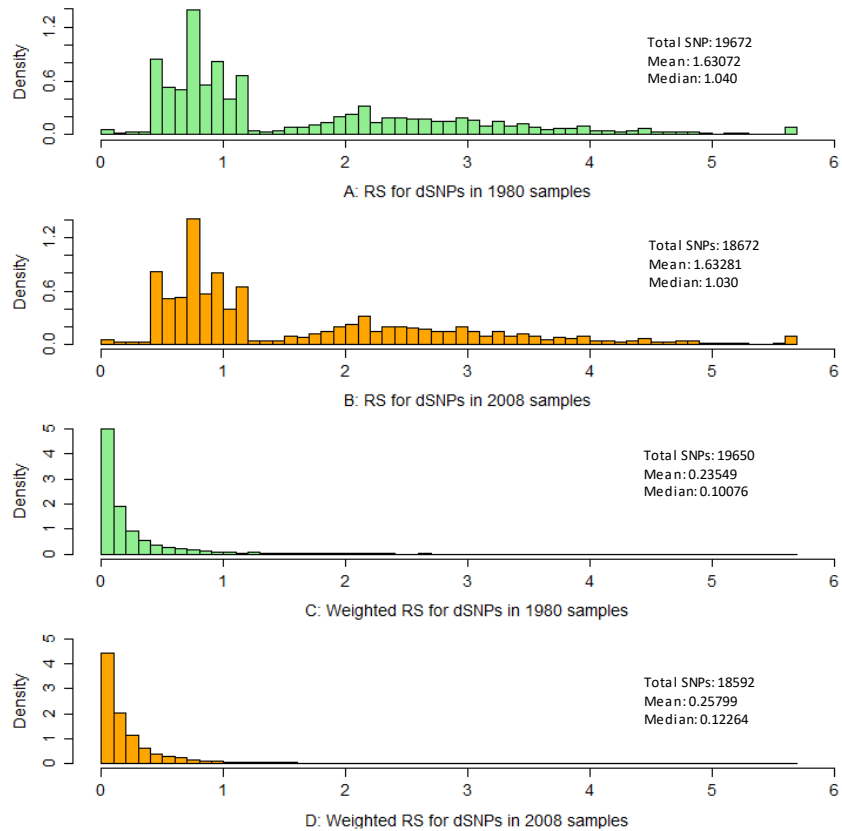 Density
0.0 0.6 1.2
Total SNP: 19672
Mean: 1.63072
Median: 1.040
0 1 2 3 4 5 6
A: RS for dSNPs in 1980 samples
Density
0.0 0.6 1.2
Total SNPs: 18672
Mean: 1.63281
Median: 1.030
0 1 2 3 4 5 6
B: RS for dSNPs in 2008 samples
Density
0 1 2 3 4 5
Total SNPs: 19650
Mean: 0.23549
Median: 0.10076
0 1 2 3 4 5 6
C: Weighted RS for dSNPs in 1980 samples
Density
0 1 2 3 4 5
Total SNPs: 18592
Mean: 0.25799
Median: 0.12264
0 1 2 3 4 5 6
D: Weighted RS for dSNPs in 2008 samples